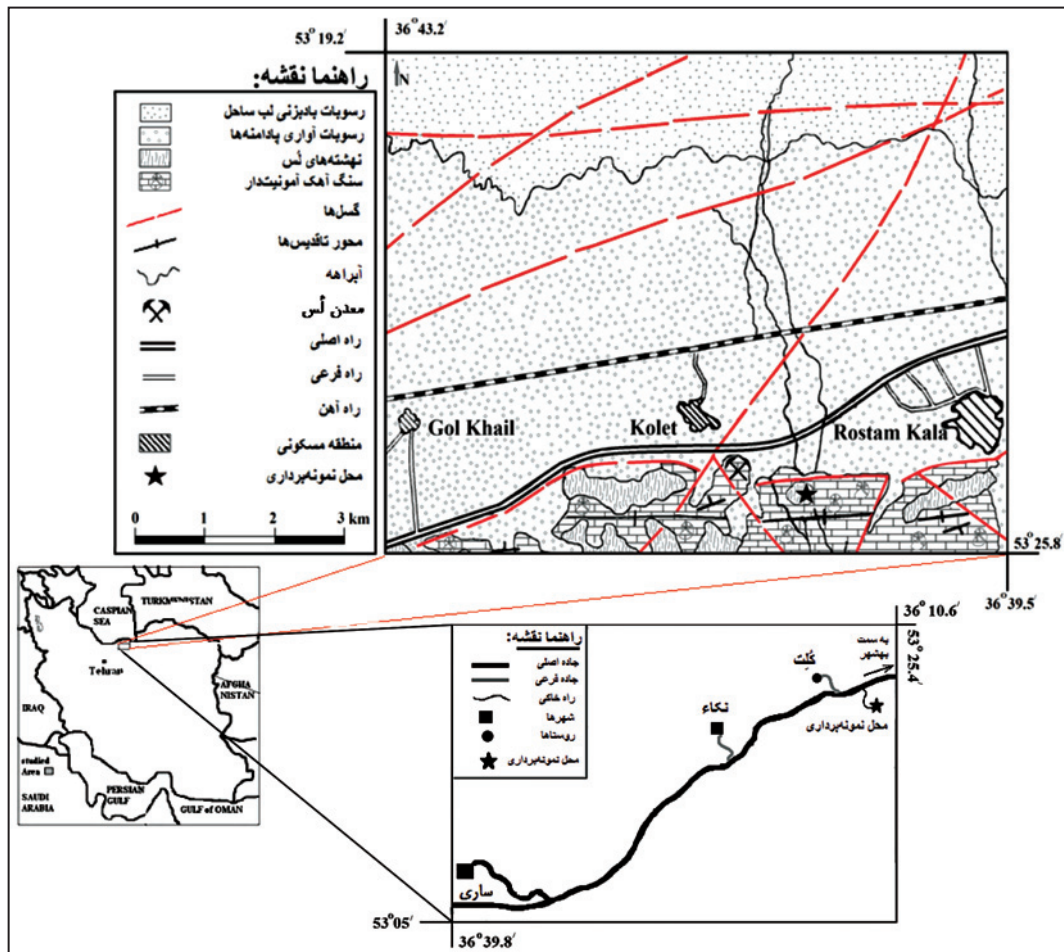 36°43.2′
53°19.2′
راهنما نقشه:
رسوبات بادبزنی لب ساحل
رسوبات آواری پادامنه‌ها
نهشته‌های لُس
سنگ آهک آمونیت‌دار
گسل‌ها
محور تاقدیس‌ها
آبراهه
معدن لُس
راه اصلی
راه فرعی
راه آهن
منطقه مسکونی
محل نمونه‌برداری
0 1 2 3 km
N
Gol Khail
Kolet
Rostam Kala
53°25.8′
36°39.5′
CASPIAN
SEA
TURKMENISTAN
Tehran
AFGHA
NISTAN
IRAQ
studied
Area
SAUDI
ARABIA
PERSIAN
GULF
GULF of OMAN
36°10.6′
53°25.4′
راهنما نقشه:
جاده اصلی
جاده فرعی
راه خاکی
شهرها
روستاها
محل نمونه‌برداری
به سمت
بهشهر
کُلِت
محل نمونه‌برداری
نکاء
ساری
53°05′
36°39.8′